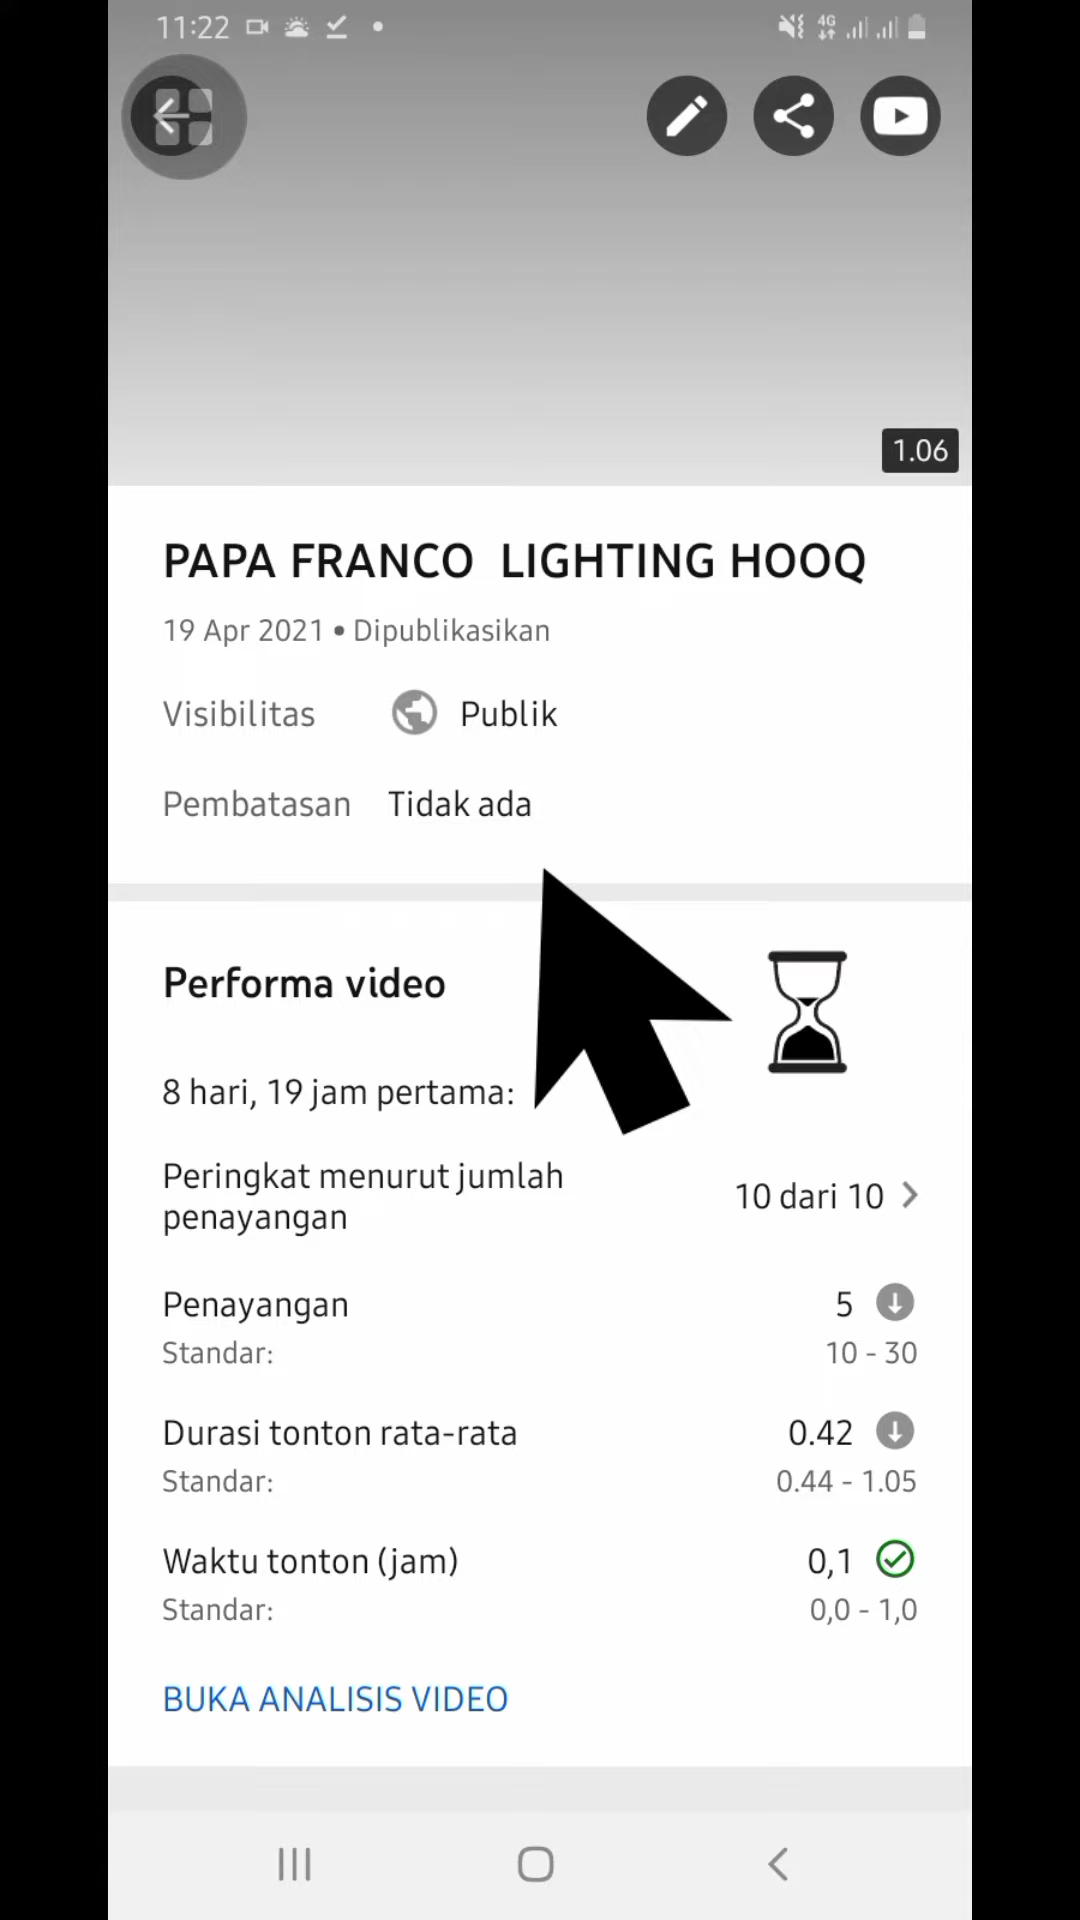 11:22
4G
1.06
PAPA FRANCO  LIGHTING HOOQ
19 Apr 2021 • Dipublikasikan
Visibilitas Publik
Pembatasan Tidak ada
Performa video
8 hari, 19 jam pertama:
Peringkat menurut jumlah
penayangan
10 dari 10
Penayangan 5
Standar: 10 - 30
Durasi tonton rata-rata 0.42
Standar: 0.44 - 1.05
Waktu tonton (jam) 0,1
Standar: 0,0 - 1,0
BUKA ANALISIS VIDEO